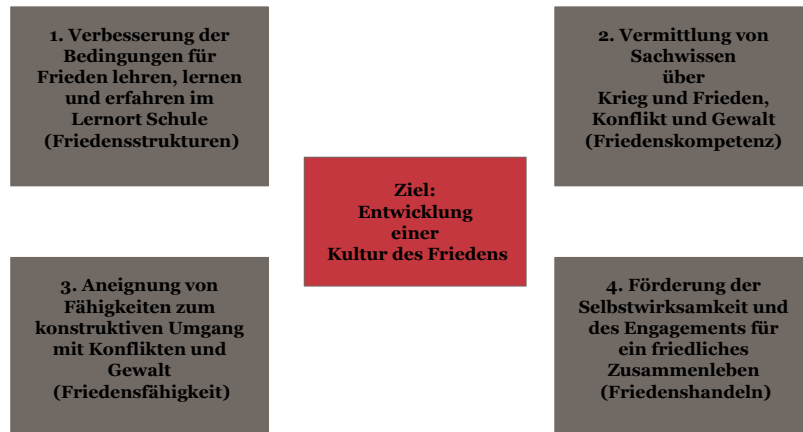 1. Verbesserung der
Bedingungen für
Frieden lehren, lernen
und erfahren im
Lernort Schule
(Friedensstrukturen)
2. Vermittlung von
Sachwissen
über
Krieg und Frieden,
Konflikt und Gewalt
(Friedenskompetenz)
Ziel:
Entwicklung
einer
Kultur des Friedens
3. Aneignung von
Fähigkeiten zum
konstruktiven Umgang
mit Konflikten und
Gewalt
(Friedensfähigkeit)
4. Förderung der
Selbstwirksamkeit und
des Engagements für
ein friedliches
Zusammenleben
(Friedenshandeln)